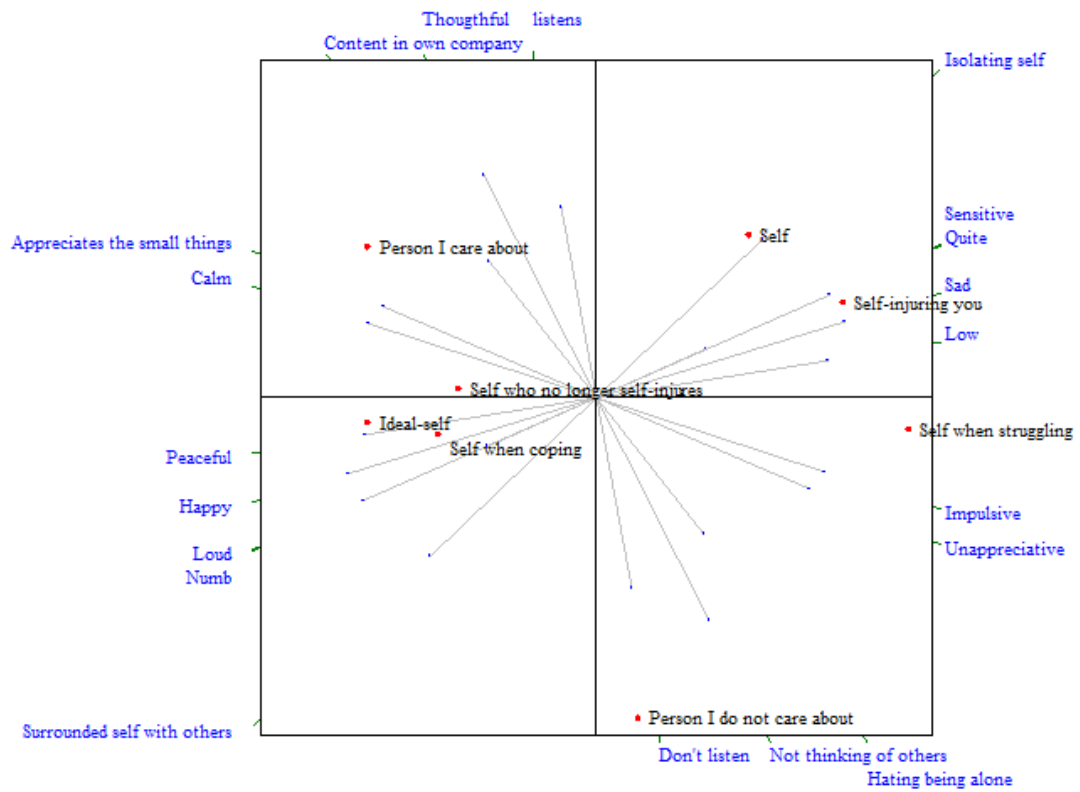 Thougthful listens
Content in own company
Isolating self
Sensitive
Self
Quite
Appreciates the small things
Person I care about
Calm
Sad
Self-injuring you
Low
Self who no longer self-injures
Ideal-self
Self when struggling
Self when coping
Peaceful
Happy
Impulsive
Loud
Unappreciative
Numb
Person I do not care about
Surrounded self with others
Don't listen
Not thinking of others
Hating being alone